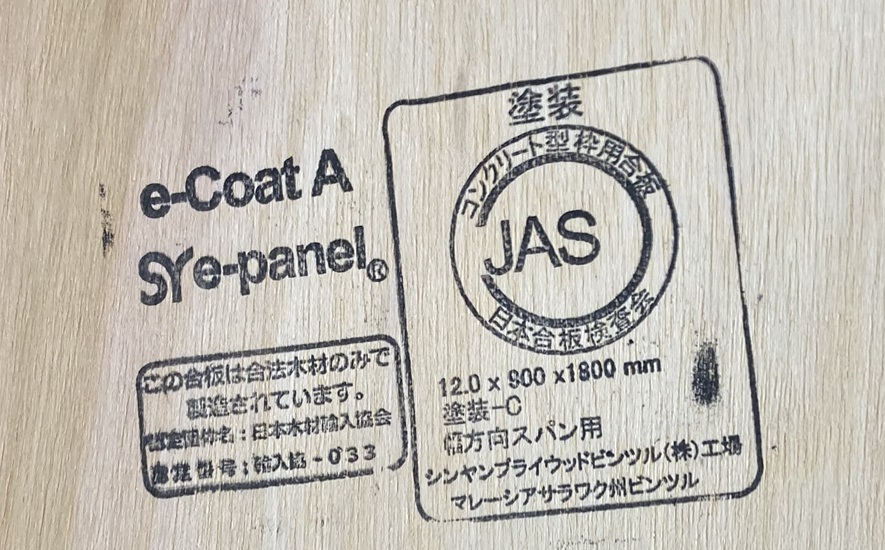 e-Coat A
SYe-panel®
この合板は合法木材のみで
製造されています。
認定団体名：日本木材輸入協会
認定番号：輸入協-033
塗装
コンクリート型枠用合板
JAS
日本合板検査会
12.0 x 900 x1800 mm
塗装-C
幅方向スパン用
シンヤンプライウッドビンツル(株)工場
マレーシアサラワク州ビンツル